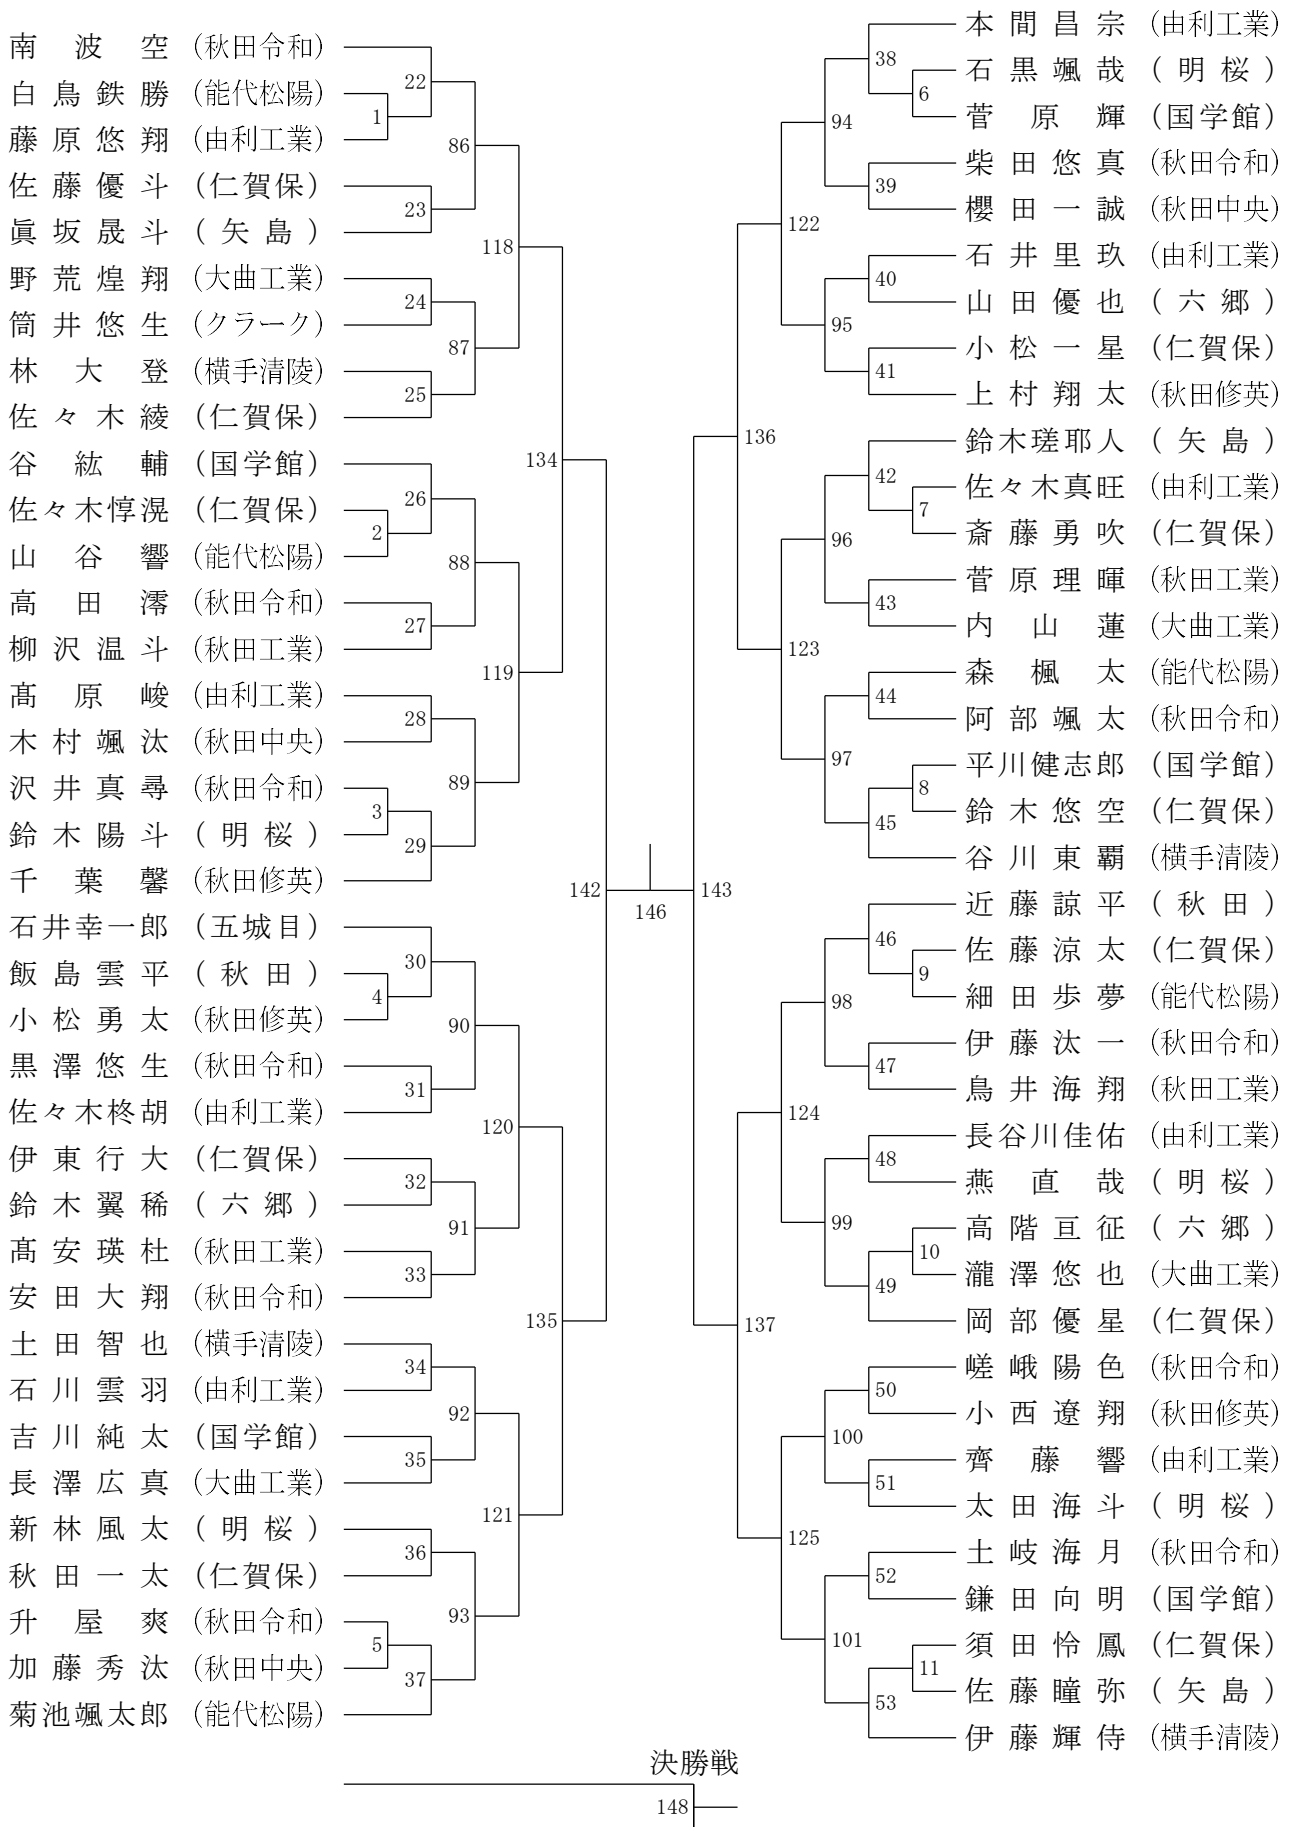 南波空 (秋田令和)
白鳥鉄勝 (能代松陽)
藤原悠翔 (由利工業)
佐藤優斗 (仁賀保)
眞坂晟斗 (矢島)
野荒煌翔 (大曲工業)
筒井悠生 (クラーク)
林大登 (横手清陵)
佐々木綾 (仁賀保)
谷紘輔 (国学館)
佐々木惇滉 (仁賀保)
山谷響 (能代松陽)
高田澪 (秋田令和)
柳沢温斗 (秋田工業)
髙原峻 (由利工業)
木村颯汰 (秋田中央)
沢井真尋 (秋田令和)
鈴木陽斗 (明桜)
千葉馨 (秋田修英)
石井幸一郎 (五城目)
飯島雲平 (秋田)
小松勇太 (秋田修英)
黒澤悠生 (秋田令和)
佐々木柊胡 (由利工業)
伊東行大 (仁賀保)
鈴木翼稀 (六郷)
髙安瑛杜 (秋田工業)
安田大翔 (秋田令和)
土田智也 (横手清陵)
石川雲羽 (由利工業)
吉川純太 (国学館)
長澤広真 (大曲工業)
新林風太 (明桜)
秋田一太 (仁賀保)
升屋爽 (秋田令和)
加藤秀汰 (秋田中央)
菊池颯太郎 (能代松陽)
22
1
86
23
118
24
87
25
134
26
2
88
27
119
28
3
89
29
142
30
4
90
31
120
32
91
33
135
34
92
35
121
36
93
5
37
146
143
136
122
94
38
6
39
95
40
41
123
96
42
7
43
97
44
8
45
137
124
98
46
9
47
99
48
10
49
125
100
50
51
101
52
11
53
本間昌宗 (由利工業)
石黒颯哉 (明桜)
菅原輝 (国学館)
柴田悠真 (秋田令和)
櫻田一誠 (秋田中央)
石井里玖 (由利工業)
山田優也 (六郷)
小松一星 (仁賀保)
上村翔太 (秋田修英)
鈴木瑳耶人 (矢島)
佐々木真旺 (由利工業)
斎藤勇吹 (仁賀保)
菅原理暉 (秋田工業)
内山蓮 (大曲工業)
森楓太 (能代松陽)
阿部颯太 (秋田令和)
平川健志郎 (国学館)
鈴木悠空 (仁賀保)
谷川東覇 (横手清陵)
近藤諒平 (秋田)
佐藤涼太 (仁賀保)
細田歩夢 (能代松陽)
伊藤汰一 (秋田令和)
鳥井海翔 (秋田工業)
長谷川佳佑 (由利工業)
燕直哉 (明桜)
高階亘征 (六郷)
瀧澤悠也 (大曲工業)
岡部優星 (仁賀保)
嵯峨陽色 (秋田令和)
小西遼翔 (秋田修英)
齊藤響 (由利工業)
太田海斗 (明桜)
土岐海月 (秋田令和)
鎌田向明 (国学館)
須田怜鳳 (仁賀保)
佐藤瞳弥 (矢島)
伊藤輝侍 (横手清陵)
決勝戦
148